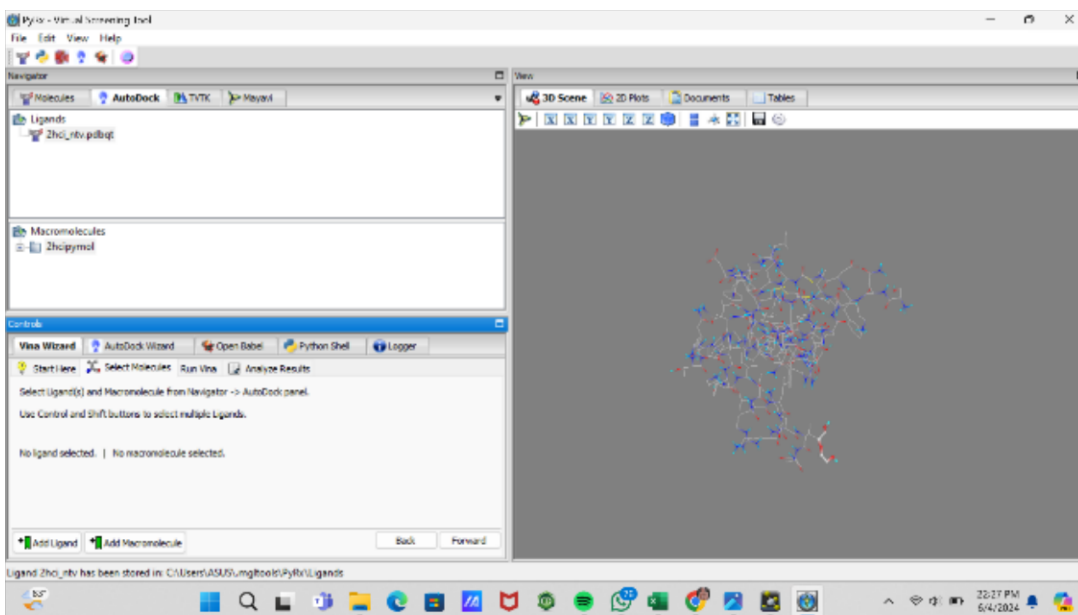 PyRx - Virtual Screening Tool
File Edit View Help
Navigator
Molecules AutoDock TVTK Mayavi
Ligands
2hci_ntv.pdbqt
Macromolecules
2hcipymol
Controls
Vina Wizard AutoDock Wizard Open Babel Python Shell Logger
Start Here Select Molecules Run Vina Analyze Results
Select Ligand(s) and Macromolecule from Navigator -> AutoDock panel.
Use Control and Shift buttons to select multiple Ligands.
No ligand selected. | No macromolecule selected.
Add Ligand Add Macromolecule Back Forward
View
3D Scene 2D Plots Documents Tables
X X Y Y Z Z
Ligand 2hci_ntv has been stored in: C:\Users\ASUS\.mgltools\PyRx\Ligands
83°
22:27 PM
6/4/2024